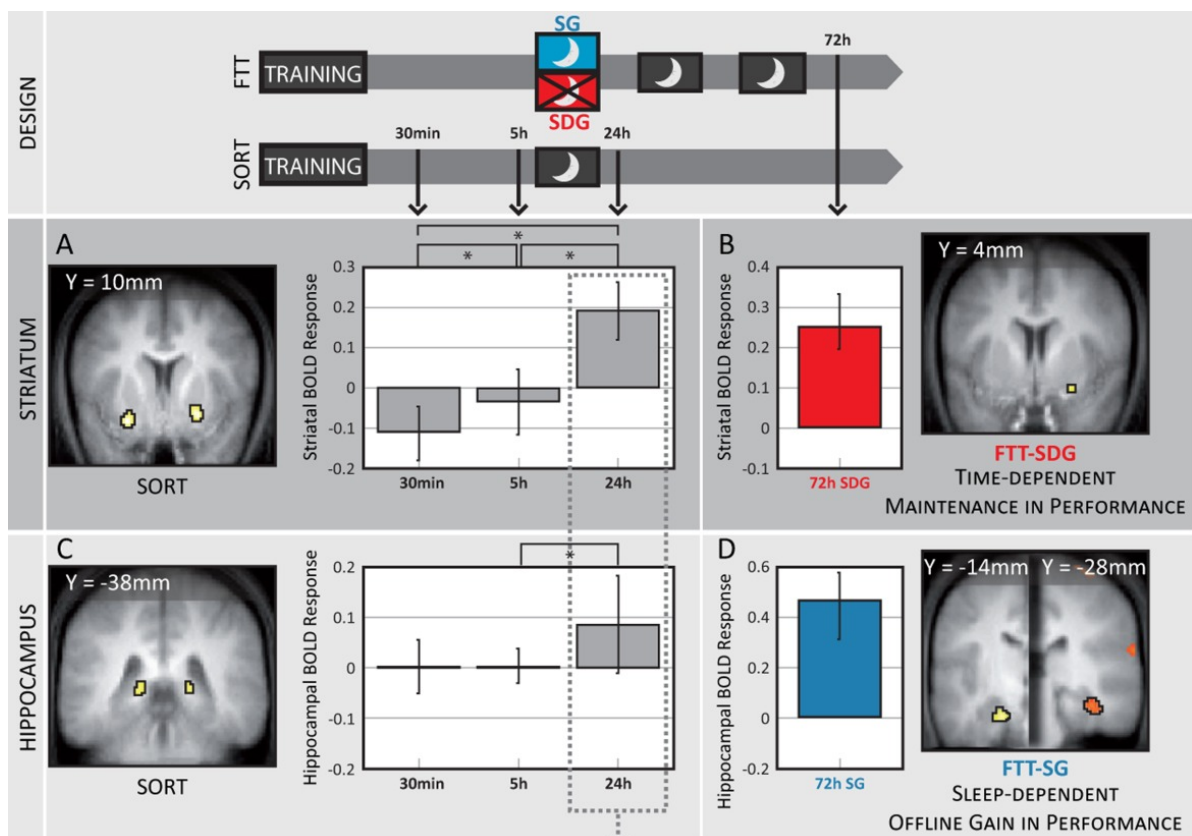 DESIGN
FTT
TRAINING
SG
SDG
72h
SORT
TRAINING
30min
5h
24h
STRIATUM
A
Y = 10mm
SORT
Striatal BOLD Response
0.3
0.2
0.1
0
-0.1
-0.2
30min 5h 24h
* * *
B
Striatal BOLD Response
0.4
0.3
0.2
0.1
0
-0.1
72h SDG
Y = 4mm
FTT-SDG
TIME-DEPENDENT
MAINTENANCE IN PERFORMANCE
HIPPOCAMPUS
C
Y = -38mm
SORT
Hippocampal BOLD Response
0.2
0.1
0
-0.1
-0.2
30min 5h 24h
*
D
Hippocampal BOLD Response
0.6
0.4
0.2
0
-0.2
72h SG
Y = -14mm Y = -28mm
FTT-SG
SLEEP-DEPENDENT
OFFLINE GAIN IN PERFORMANCE